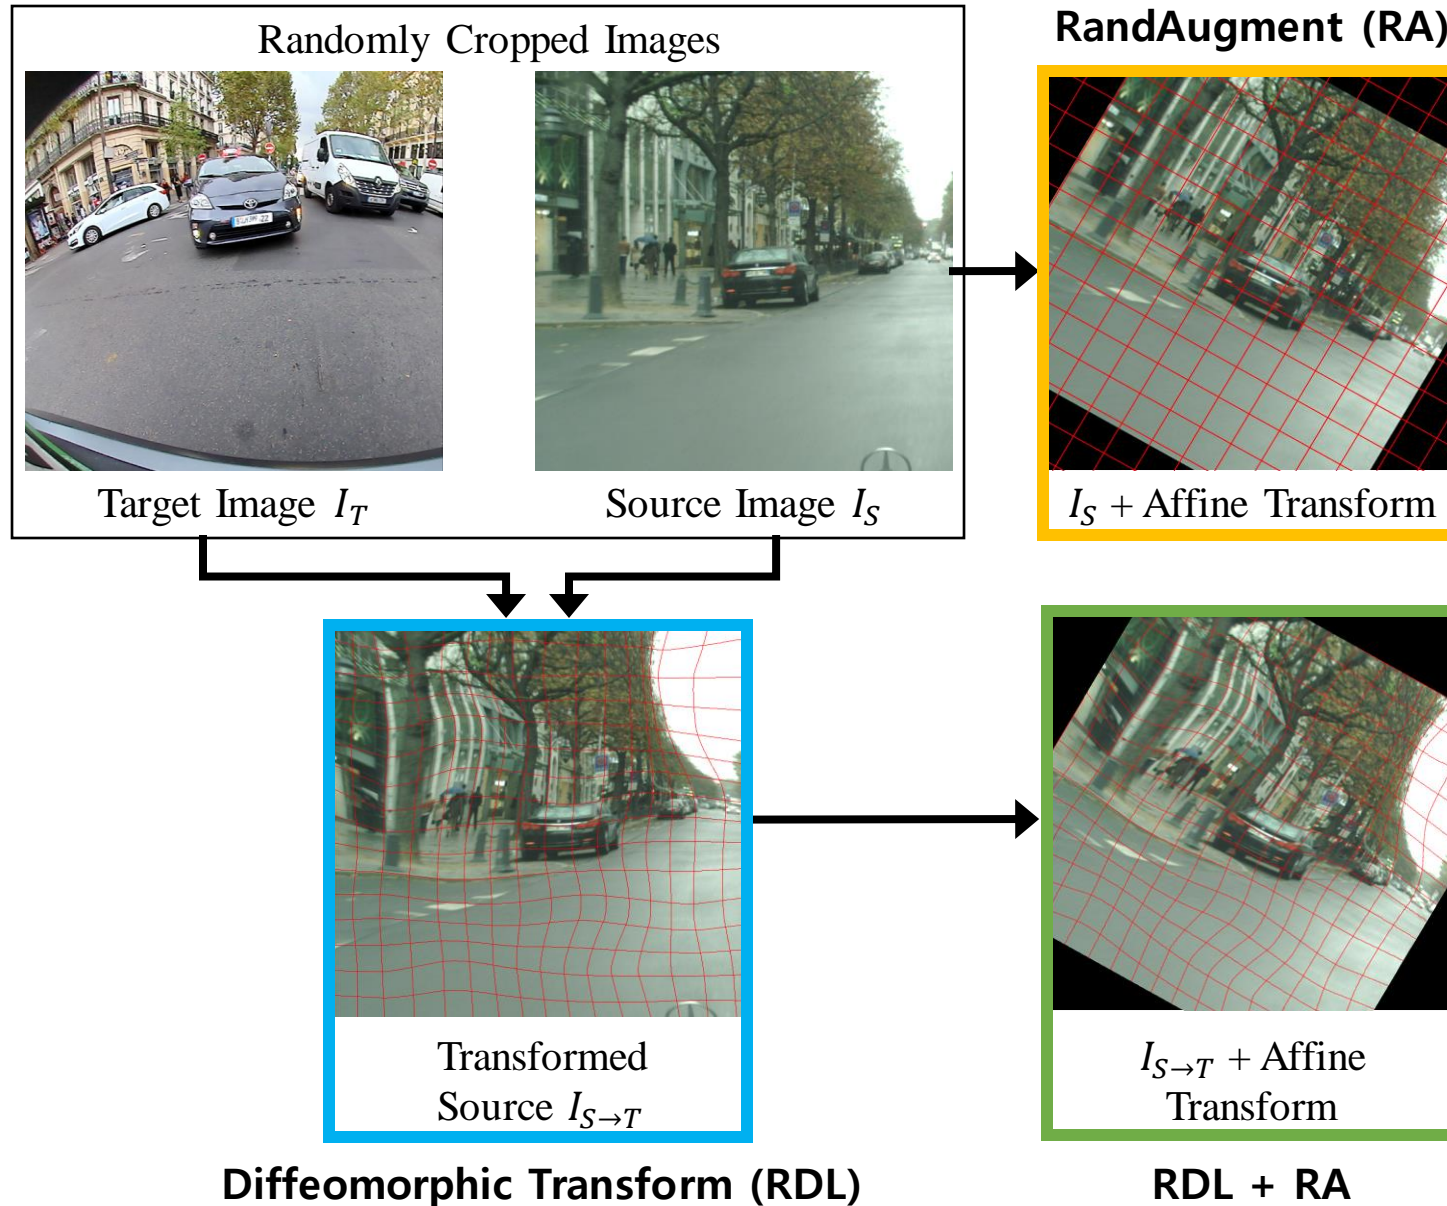 Randomly Cropped Images
RandAugment (RA)
Target Image I_T
Source Image I_S
I_S + Affine Transform
Transformed
Source I_{S→T}
I_{S→T} + Affine
Transform
Diffeomorphic Transform (RDL)
RDL + RA